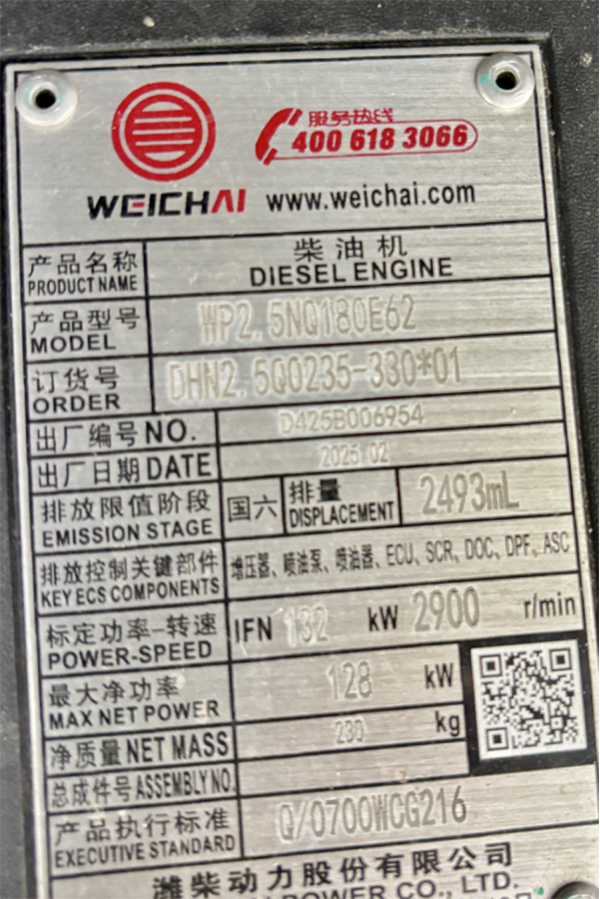 服务热线
400 618 3066
WEICHAI www.weichai.com
产品名称 柴油机
PRODUCT NAME DIESEL ENGINE
产品型号 WP2.5NQ180E62
MODEL
订货号 DHN2.5Q0235-330*01
ORDER
出厂编号 NO. D425B006954
出厂日期 DATE 2025.02
排放限值阶段 国六 排量 2493mL
EMISSION STAGE DISPLACEMENT
排放控制关键部件 增压器、喷油泵、喷油器、ECU、SCR、DOC、DPF、ASC
KEY ECS COMPONENTS
标定功率-转速 IFN 132 kW 2900 r/min
POWER-SPEED
最大净功率 128 kW
MAX NET POWER
净质量 NET MASS 230 kg
总成件号 ASSEMBLY NO.
产品执行标准 Q/0700WCG216
EXECUTIVE STANDARD
潍柴动力股份有限公司
POWER CO., LTD.